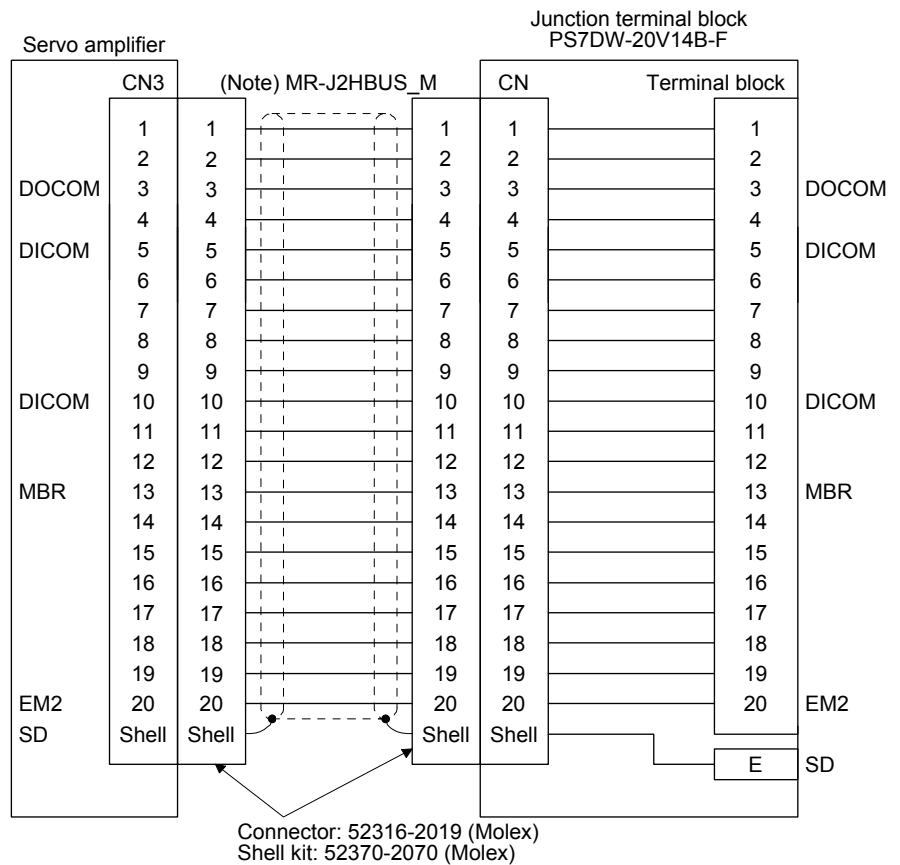 Junction terminal block
PS7DW-20V14B-F
Servo amplifier
CN3 (Note) MR-J2HBUS_M CN Terminal block
1 1 1 1 1
2 2 2 2 2
DOCOM 3 3 3 3 3 DOCOM
4 4 4 4 4
DICOM 5 5 5 5 5 DICOM
6 6 6 6 6
7 7 7 7 7
8 8 8 8 8
9 9 9 9 9
DICOM 10 10 10 10 10 DICOM
11 11 11 11 11
12 12 12 12 12
MBR 13 13 13 13 13 MBR
14 14 14 14 14
15 15 15 15 15
16 16 16 16 16
17 17 17 17 17
18 18 18 18 18
19 19 19 19 19
EM2 20 20 20 20 20 EM2
SD Shell Shell Shell Shell
E SD
Connector: 52316-2019 (Molex)
Shell kit: 52370-2070 (Molex)